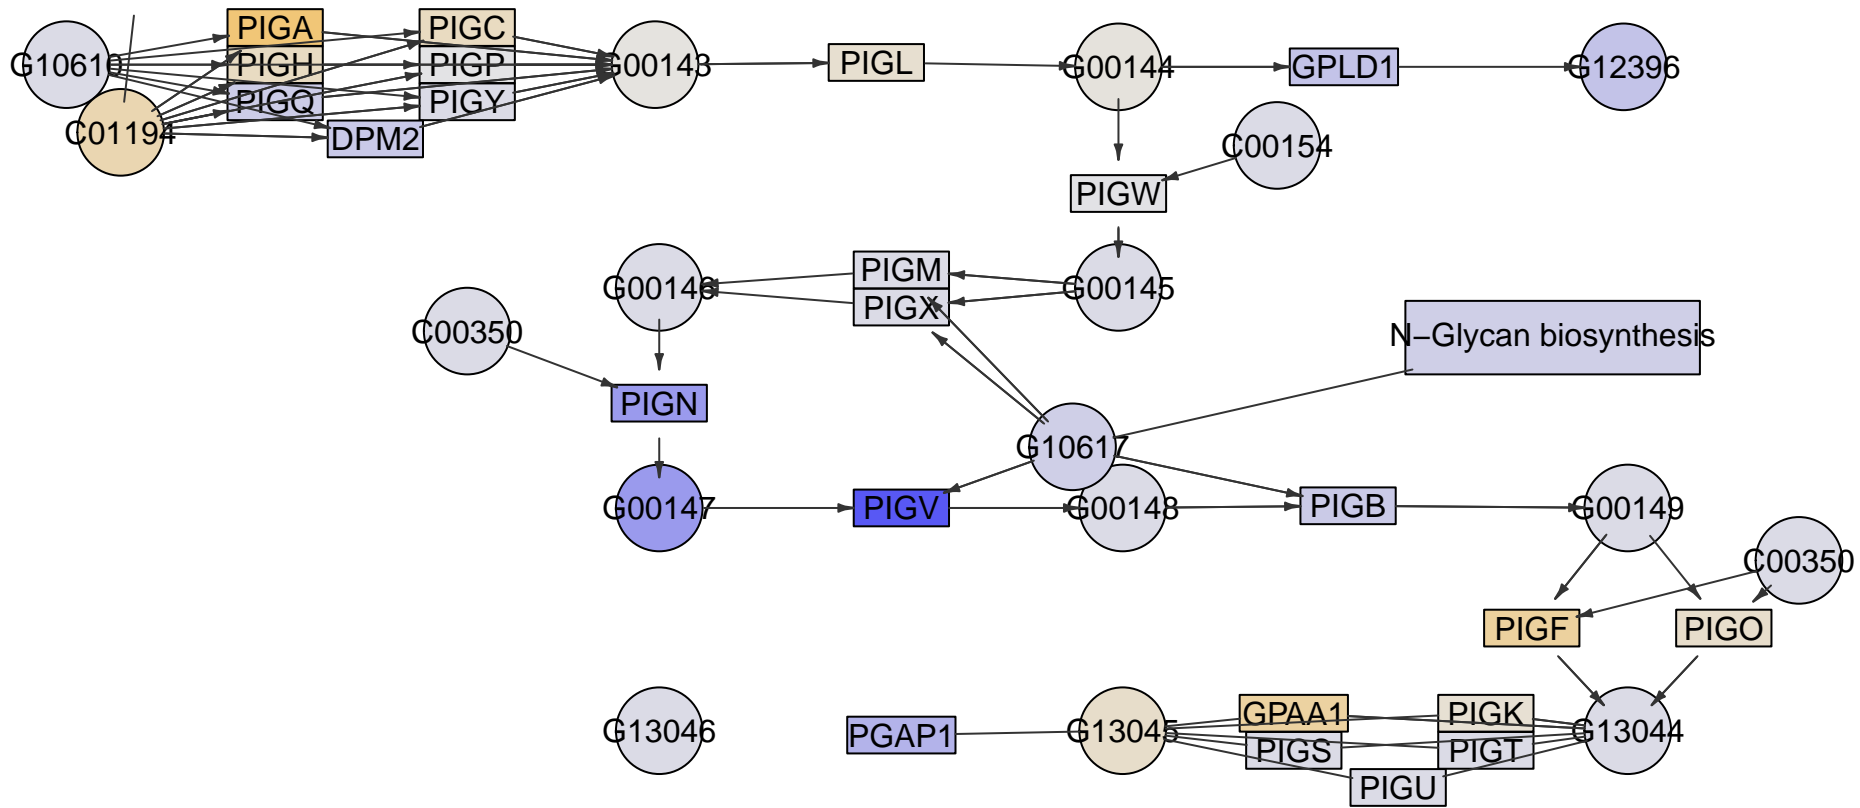 PIGA
PIGC
G10610
PIGH
PIGP
G00143
PIGL
G00144
GPLD1
G12396
PIGQ
PIGY
C01194
DPM2
C00154
PIGW
PIGM
G00146
G00145
PIGX
C00350
N−Glycan biosynthesis
PIGN
G10617
G00147
PIGV
G00148
PIGB
G00149
C00350
PIGF
PIGO
GPAA1
PIGK
G13046
PGAP1
G13045
G13044
PIGS
PIGT
PIGU